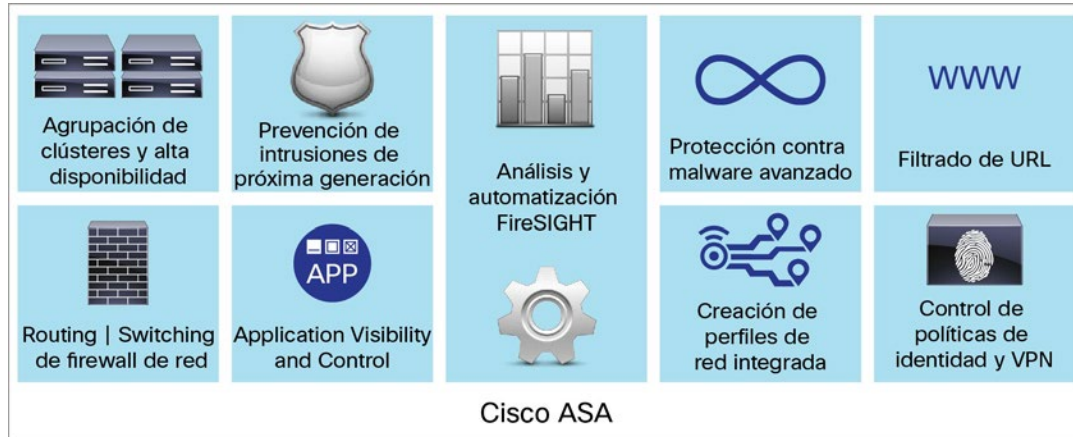 Agrupación de
clústeres y alta
disponibilidad
Prevención de
intrusiones de
próxima generación
Análisis y
automatización
FireSIGHT
Protección contra
malware avanzado
WWW
Filtrado de URL
Routing | Switching
de firewall de red
APP
Application Visibility
and Control
Creación de
perfiles de
red integrada
Control de
políticas de
identidad y VPN
Cisco ASA